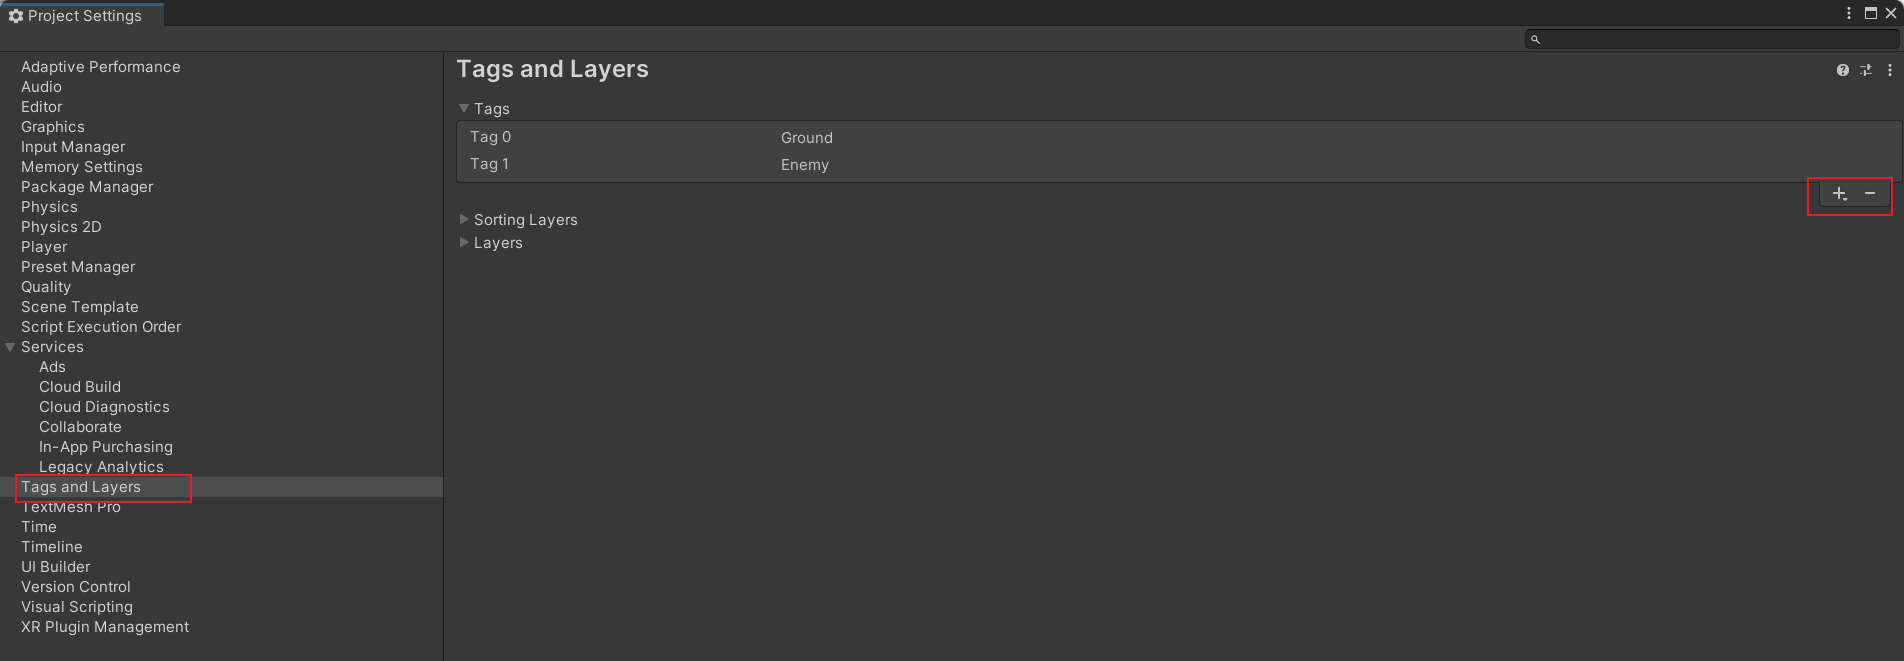 Project Settings
Adaptive Performance
Audio
Editor
Graphics
Input Manager
Memory Settings
Package Manager
Physics
Physics 2D
Player
Preset Manager
Quality
Scene Template
Script Execution Order
Services
Ads
Cloud Build
Cloud Diagnostics
Collaborate
In-App Purchasing
Legacy Analytics
Tags and Layers
TextMesh Pro
Time
Timeline
UI Builder
Version Control
Visual Scripting
XR Plugin Management
Tags and Layers
Tags
Tag 0 Ground
Tag 1 Enemy
Sorting Layers
Layers